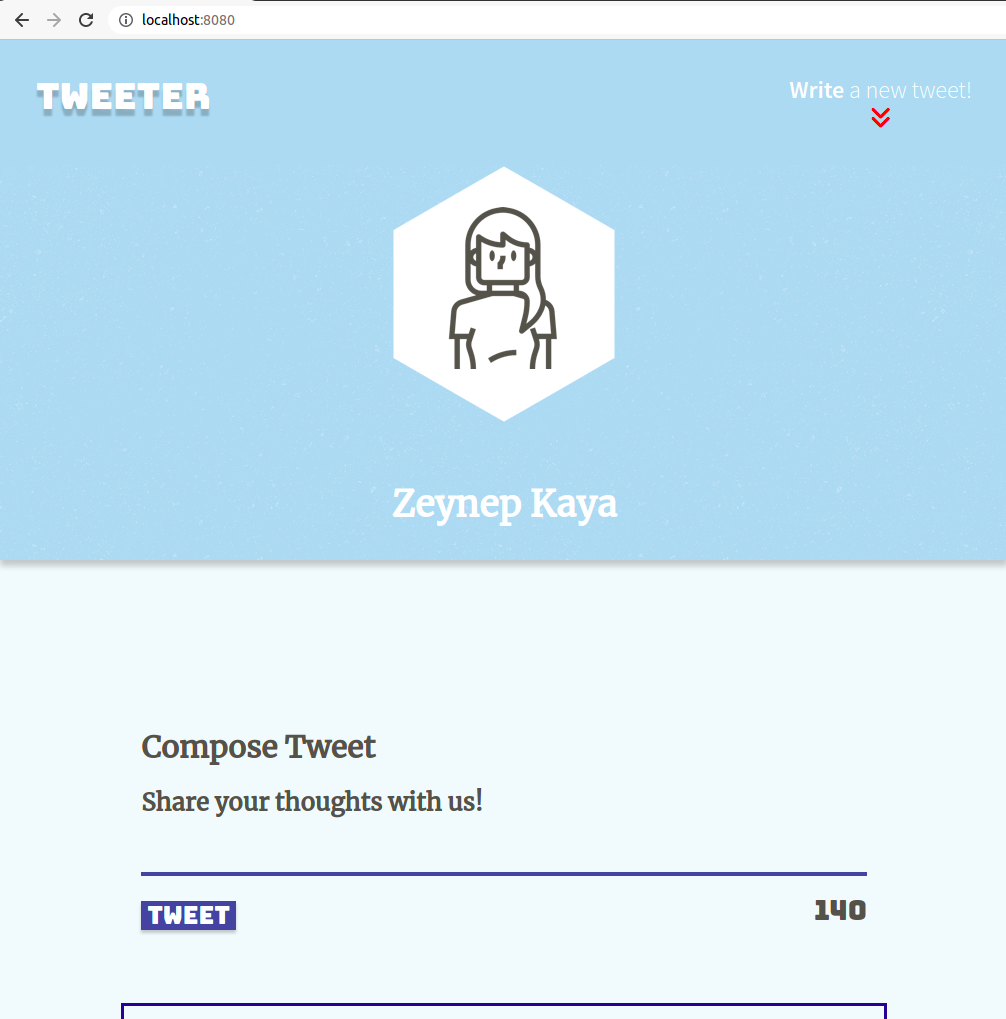 localhost:8080
TWEETER
Write a new tweet!
Zeynep Kaya
Compose Tweet
Share your thoughts with us!
TWEET
140